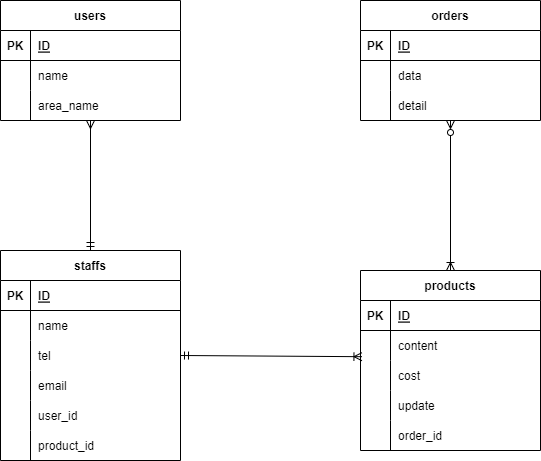 users
PK ID
name
area_name
orders
PK ID
data
detail
staffs
PK ID
name
tel
email
user_id
product_id
products
PK ID
content
cost
update
order_id